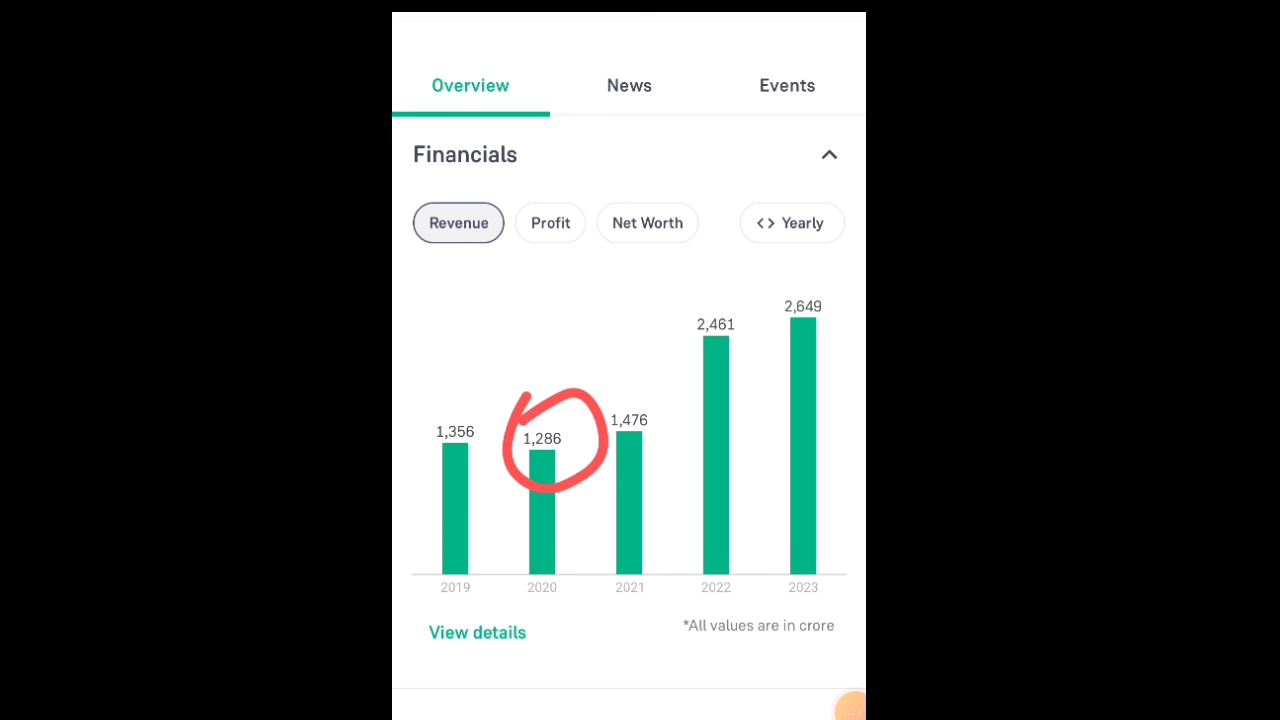 Overview News Events
Financials
Revenue Profit Net Worth <> Yearly
2,649
2,461
1,476
1,356
1,286
2019 2020 2021 2022 2023
*All values are in crore
View details